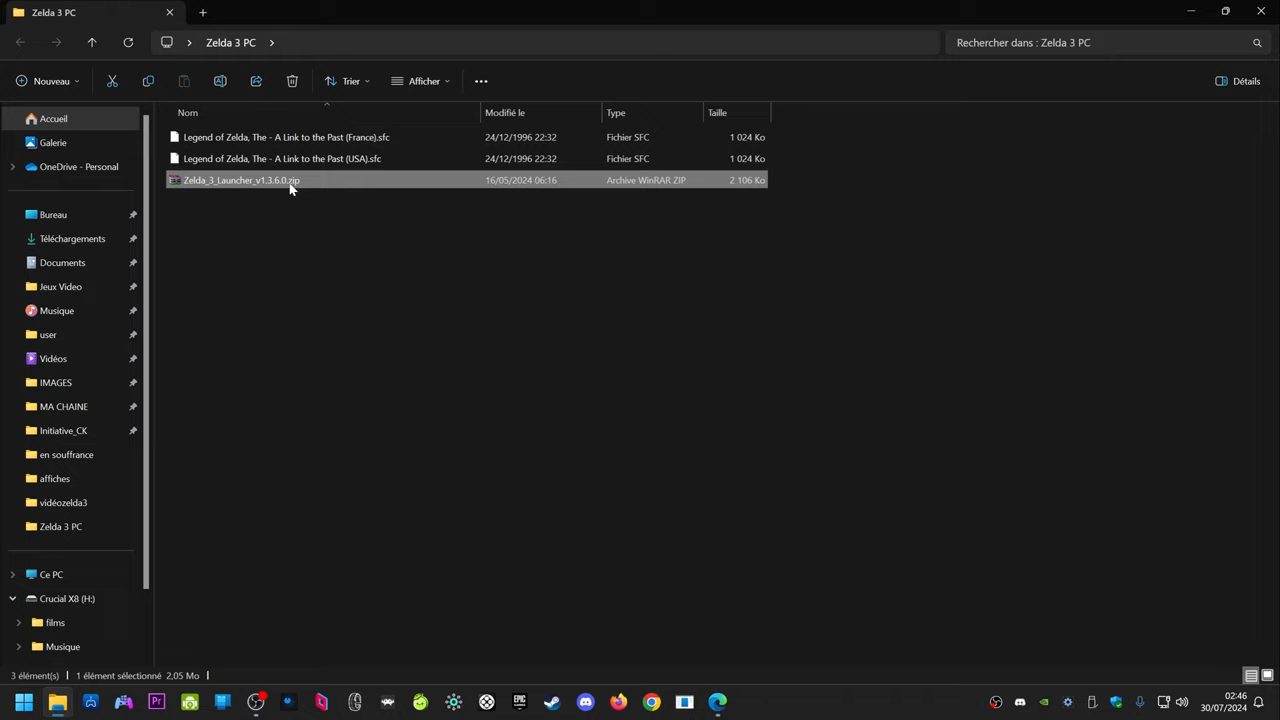 Zelda 3 PC
Zelda 3 PC
Rechercher dans : Zelda 3 PC
Nouveau
Trier
Afficher
Détails
Nom
Modifié le
Type
Taille
Legend of Zelda, The - A Link to the Past (France).sfc
24/12/1996 22:32
Fichier SFC
1 024 Ko
Legend of Zelda, The - A Link to the Past (USA).sfc
24/12/1996 22:32
Fichier SFC
1 024 Ko
Zelda_3_Launcher_v1.3.6.0.zip
16/05/2024 06:16
Archive WinRAR ZIP
2 106 Ko
Accueil
Galerie
OneDrive - Personal
Bureau
Téléchargements
Documents
Jeux Video
Musique
user
Vidéos
IMAGES
MA CHAINE
Initiative_CK
en souffrance
affiches
vidéozelda3
Zelda 3 PC
Ce PC
Crucial X8 (H:)
films
Musique
3 élément(s)
1 élément sélectionné 2,05 Mo
Pr
EPIC
02:46
30/07/2024